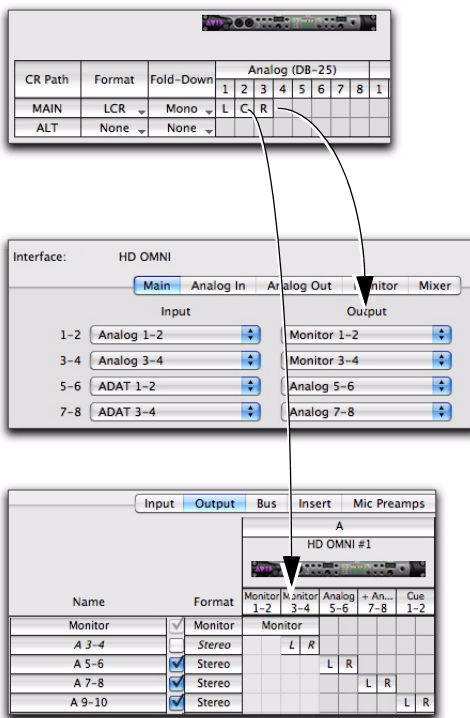 Analog (DB-25)
CR Path Format Fold-Down 1 2 3 4 5 6 7 8 1
MAIN LCR Mono L C R
ALT None None
Interface: HD OMNI
Main Analog In Analog Out Monitor Mixer
Input Output
1-2 Analog 1-2 Monitor 1-2
3-4 Analog 3-4 Monitor 3-4
5-6 ADAT 1-2 Analog 5-6
7-8 ADAT 3-4 Analog 7-8
Input Output Bus Insert Mic Preamps
A
HD OMNI #1
AVID
Name Format Monitor 1-2 Monitor 3-4 Analog 5-6 + An... 7-8 Cue 1-2
Monitor Monitor Monitor
A 3-4 Stereo L R
A 5-6 Stereo L R
A 7-8 Stereo L R
A 9-10 Stereo L R